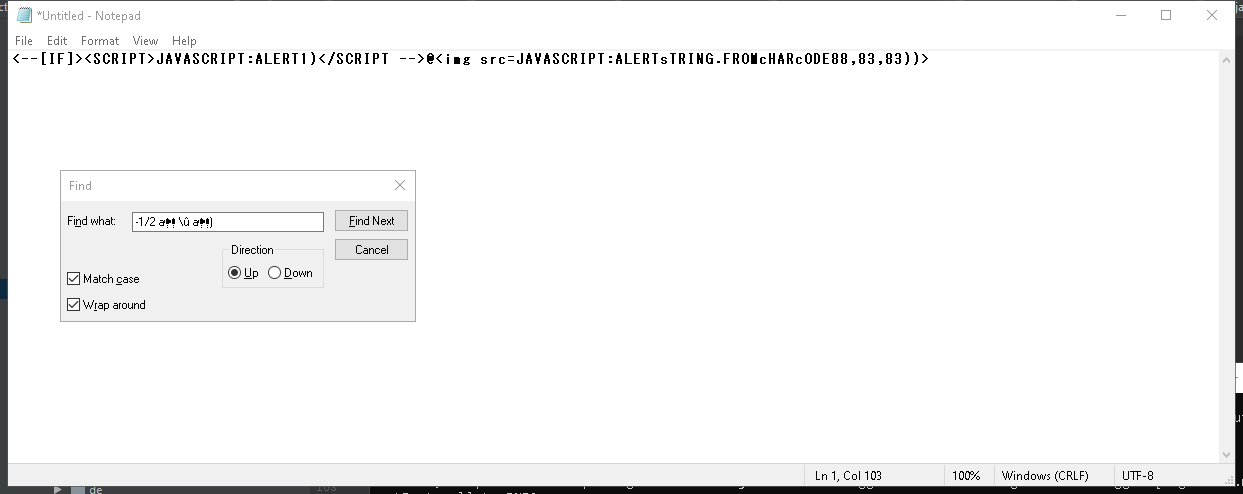 *Untitled - Notepad
File Edit Format View Help
<--[IF]><SCRIPT>JAVASCRIPT:ALERT1)</SCRIPT -->@<img src=JAVASCRIPT:ALERTsTRING.FROMcHARcODE88,83,83))>
Find
Find what: -1/2
Find Next
Direction
Cancel
Up Down
Match case
Wrap around
Ln 1, Col 103 100% Windows (CRLF) UTF-8
de